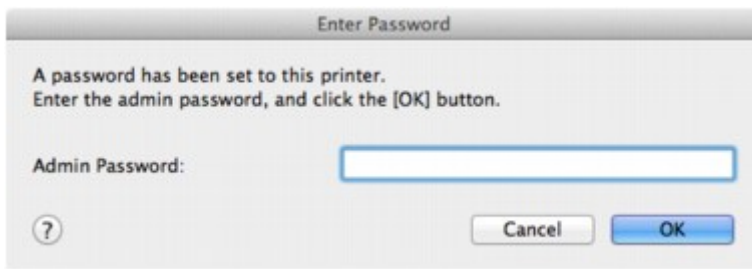 Enter Password
A password has been set to this printer.
Enter the admin password, and click the [OK] button.
Admin Password:
?
Cancel
OK